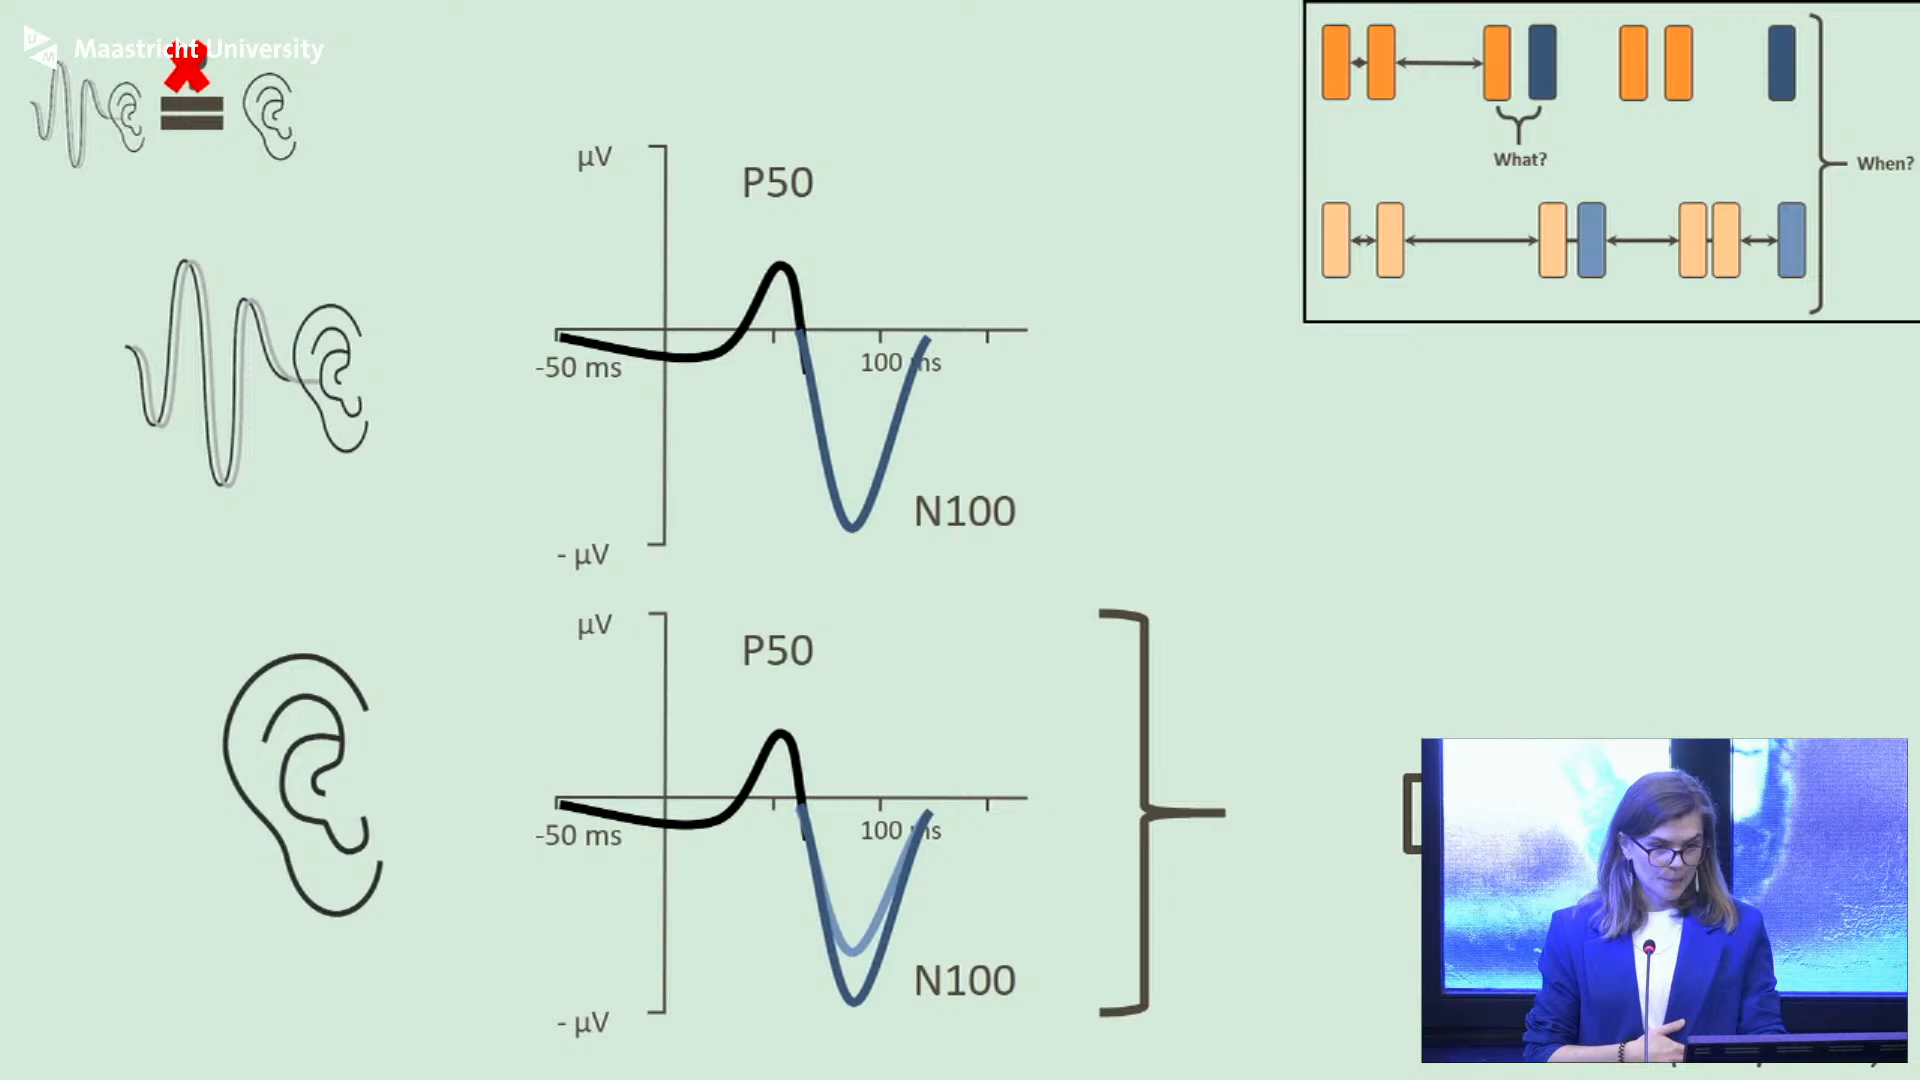 Maastricht University
What?
When?
μV
P50
-50 ms
100 ms
N100
- μV
μV
P50
-50 ms
100 ms
N100
- μV